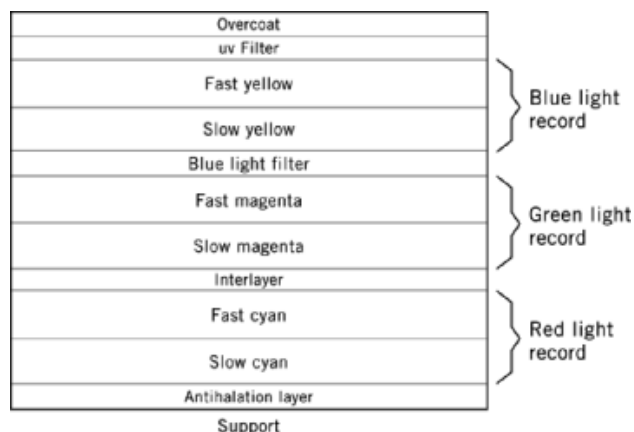 Overcoat
uv Filter
Fast yellow
Slow yellow
Blue light
record
Blue light filter
Fast magenta
Slow magenta
Green light
record
Interlayer
Fast cyan
Slow cyan
Red light
record
Antihalation layer
Support